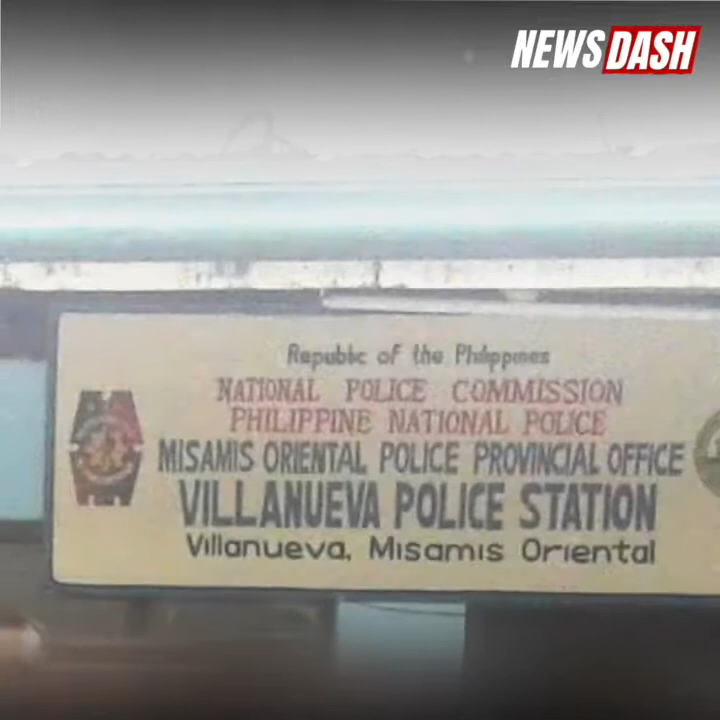 NEWS DASH
Republic of the Philippines
NATIONAL POLICE COMMISSION
PHILIPPINE NATIONAL POLICE
MISAMIS ORIENTAL POLICE PROVINCIAL OFFICE
VILLANUEVA POLICE STATION
Villanueva, Misamis Oriental